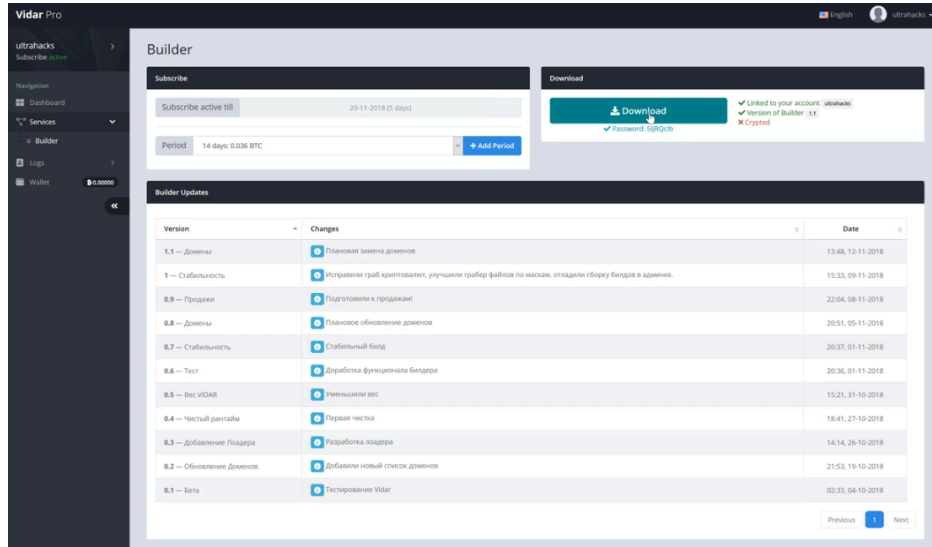 Vidar Pro
English
ultrahacks
ultrahacks
Subscribe active
Navigation
Dashboard
Services
Builder
Logs
Wallet
0.00000
Builder
Subscribe
Subscribe active till
20-11-2018 (5 days)
Period
14 days: 0.036 BTC
+ Add Period
Download
Download
Password:
Linked to your account ultrahacks
Version of Builder 1.1
Crypted
Builder Updates
Version Changes Date
1.1 — Домены Плановая замена доменов 13:48, 12-11-2018
1 — Стабильность Исправили граб криптовалют, улучшили грабер файлов по маскам, отладили сборку билдов в админке. 15:33, 09-11-2018
0.9 — Продажи Подготовили к продажам! 22:04, 08-11-2018
0.8 — Домены Плановое обновление доменов 20:51, 05-11-2018
0.7 — Стабильность Стабильный билд 20:37, 01-11-2018
0.6 — Тест Доработка функционала билдера 20:36, 01-11-2018
0.5 — Вес VIDAR Уменьшили вес 15:21, 31-10-2018
0.4 — Чистый рантайм Первая чистка 18:41, 27-10-2018
0.3 — Добавление Лоадера Разработка лоадера 14:14, 26-10-2018
0.2 — Обновление Доменов Добавили новый список доменов 21:53, 19-10-2018
0.1 — Бета Тестирование Vidar 02:33, 04-10-2018
Previous 1 Next